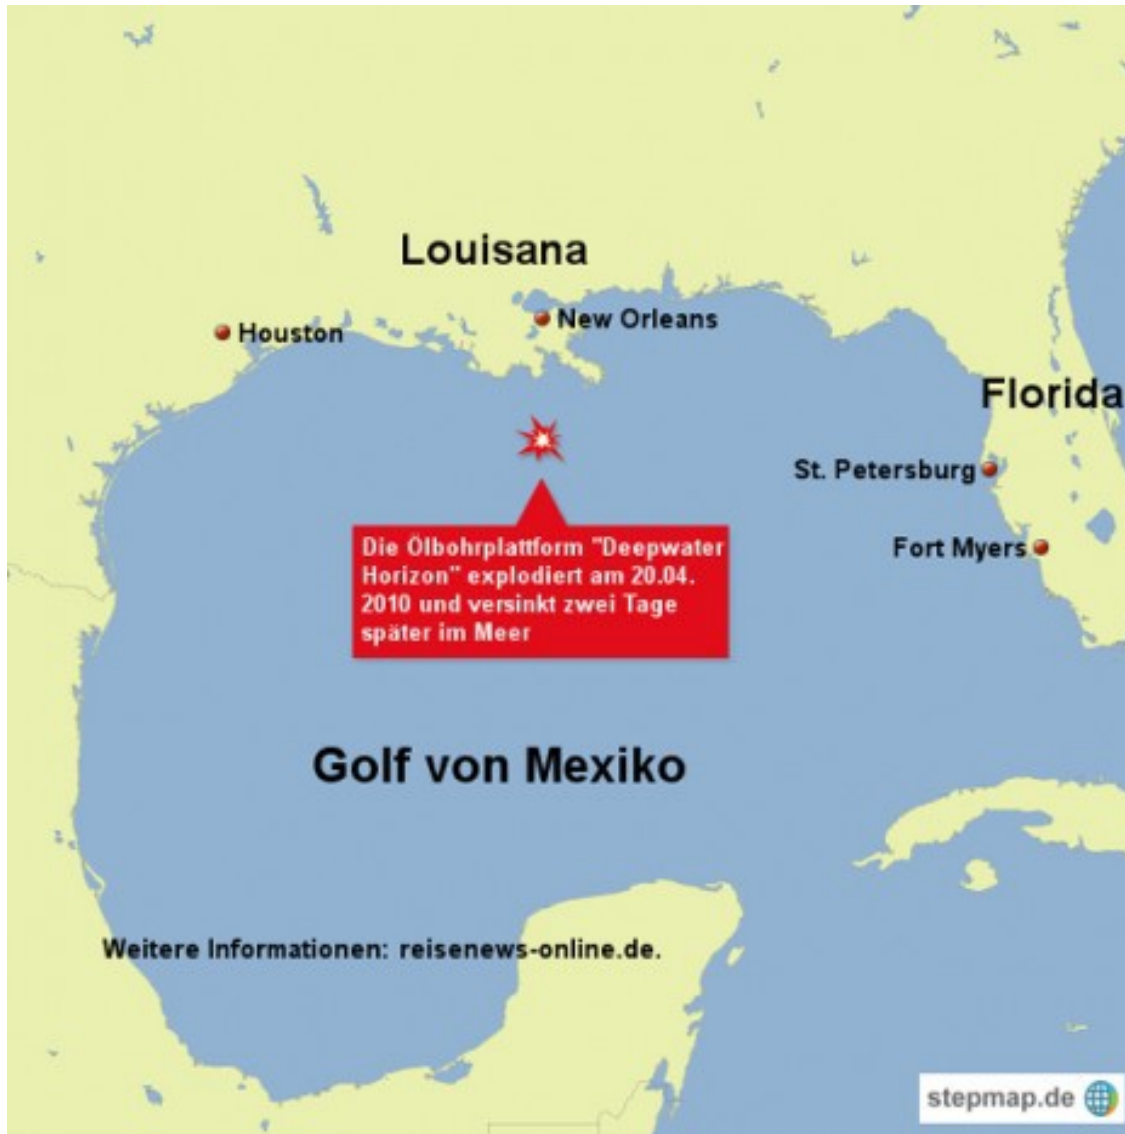 Louisana
New Orleans
Houston
Florida
St. Petersburg
Fort Myers
Die Ölbohrplattform "Deepwater
Horizon" explodiert am 20.04.
2010 und versinkt zwei Tage
später im Meer
Golf von Mexiko
Weitere Informationen: reisenews-online.de.
stepmap.de